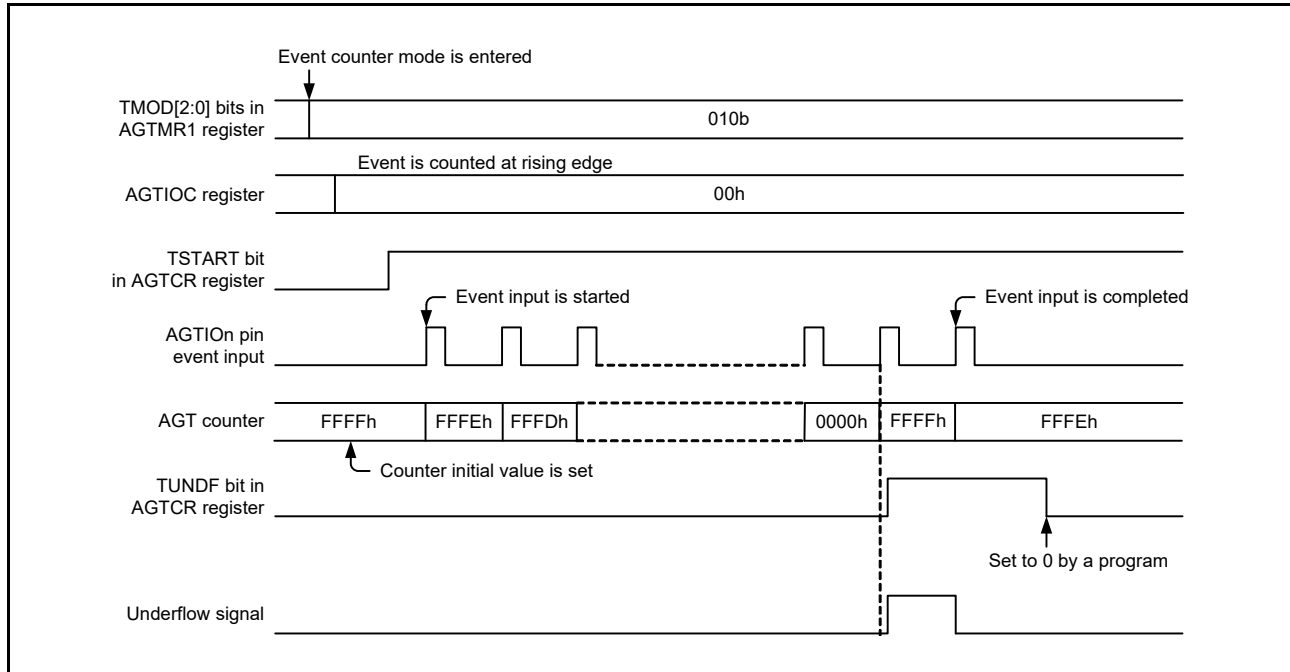 Event counter mode is entered
TMOD[2:0] bits in
AGTMR1 register
010b
Event is counted at rising edge
AGTIOC register
00h
TSTART bit
in AGTCR register
Event input is started
Event input is completed
AGTIOn pin
event input
AGT counter
FFFFh
FFFEh
FFFDh
0000h
FFFFh
FFFEh
Counter initial value is set
TUNDF bit in
AGTCR register
Set to 0 by a program
Underflow signal